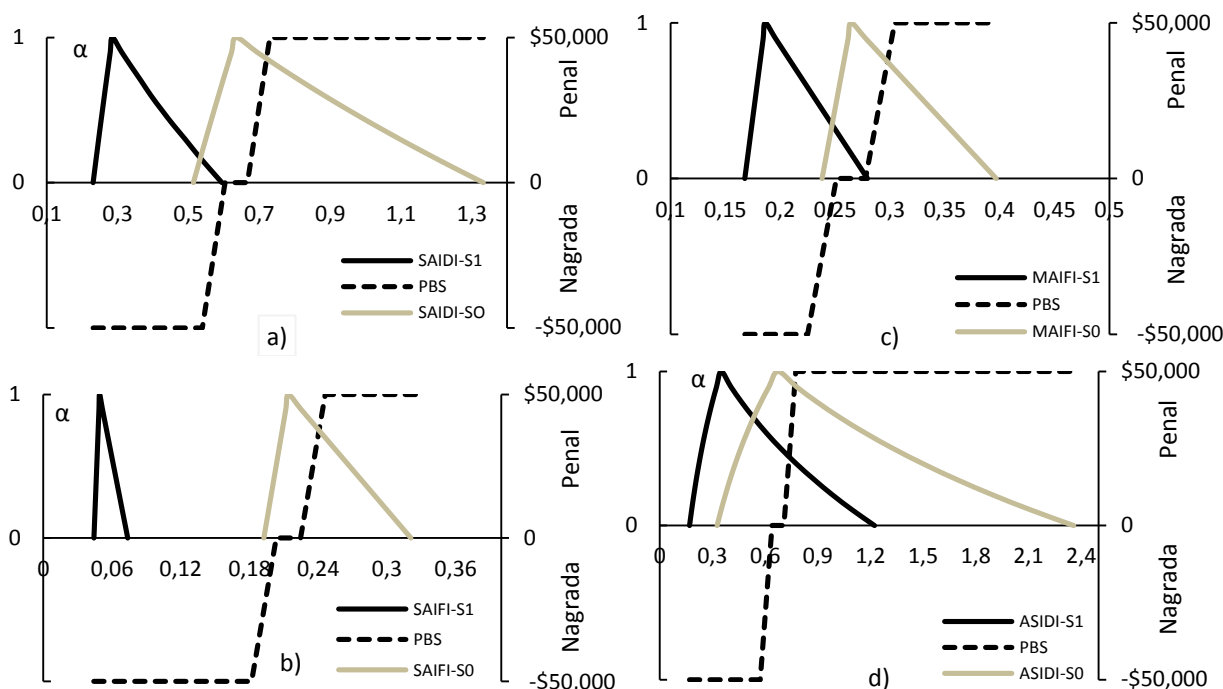 1
α
0
0,1 0,3 0,5 0,7 0,9 1,1 1,3
$50,000
0
-$50,000
Penal
Nagrada
SAIDI-S1
PBS
SAIDI-SO
a)
1
0
0,1 0,15 0,2 0,25 0,3 0,35 0,4 0,45 0,5
$50,000
0
-$50,000
Penal
Nagrada
MAIFI-S1
PBS
MAIFI-S0
c)
1
α
0
0 0,06 0,12 0,18 0,24 0,3 0,36
$50,000
0
-$50,000
Penal
Nagrada
SAIFI-S1
PBS
SAIFI-S0
b)
1
α
0
0 0,3 0,6 0,9 1,2 1,5 1,8 2,1 2,4
$50,000
0
-$50,000
Penal
Nagrada
ASIDI-S1
PBS
ASIDI-S0
d)